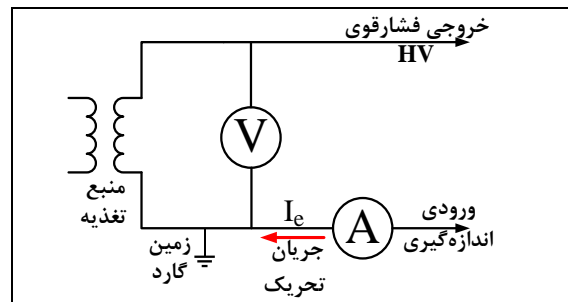 خروجی فشارقوی
HV
V
منبع
تغذیه
زمین
گارد
Ie
جریان
تحریک
A
ورودی
اندازه‌گیری